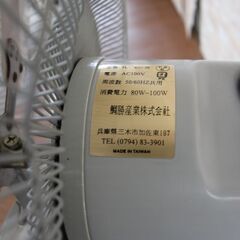 電源 AC100V
周波数 50/60HZ共用
消費電力 80W-100W
鯛勝産業株式会社
兵庫県三木市加佐東187
TEL (0794) 83-3901
MADE IN TAIWAN